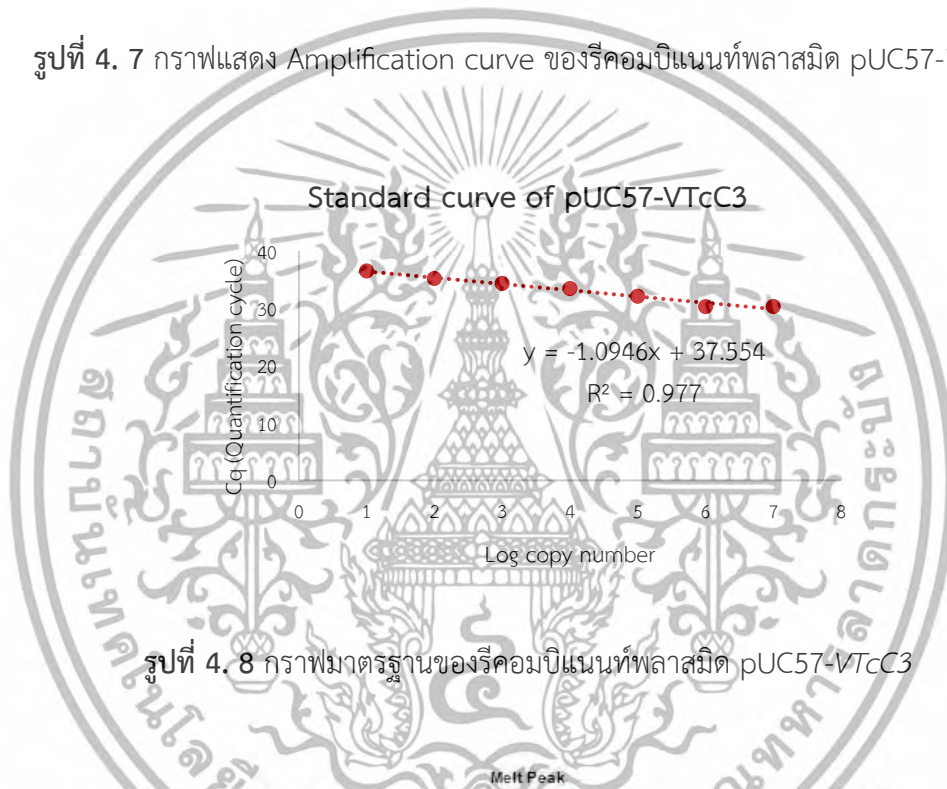 รูปที่ 4. 7 กราฟแสดง Amplification curve ของรีคอมบิแนนท์พลาสมิด pUC57-
Standard curve of pUC57-VTcC3
Cq (Quantification cycle)
40
30
20
10
0
y = -1.0946x + 37.554
R² = 0.977
0 1 2 3 4 5 6 7 8
Log copy number
รูปที่ 4. 8 กราฟมาตรฐานของรีคอมบิแนนท์พลาสมิด pUC57-VTcC3
Melt Peak